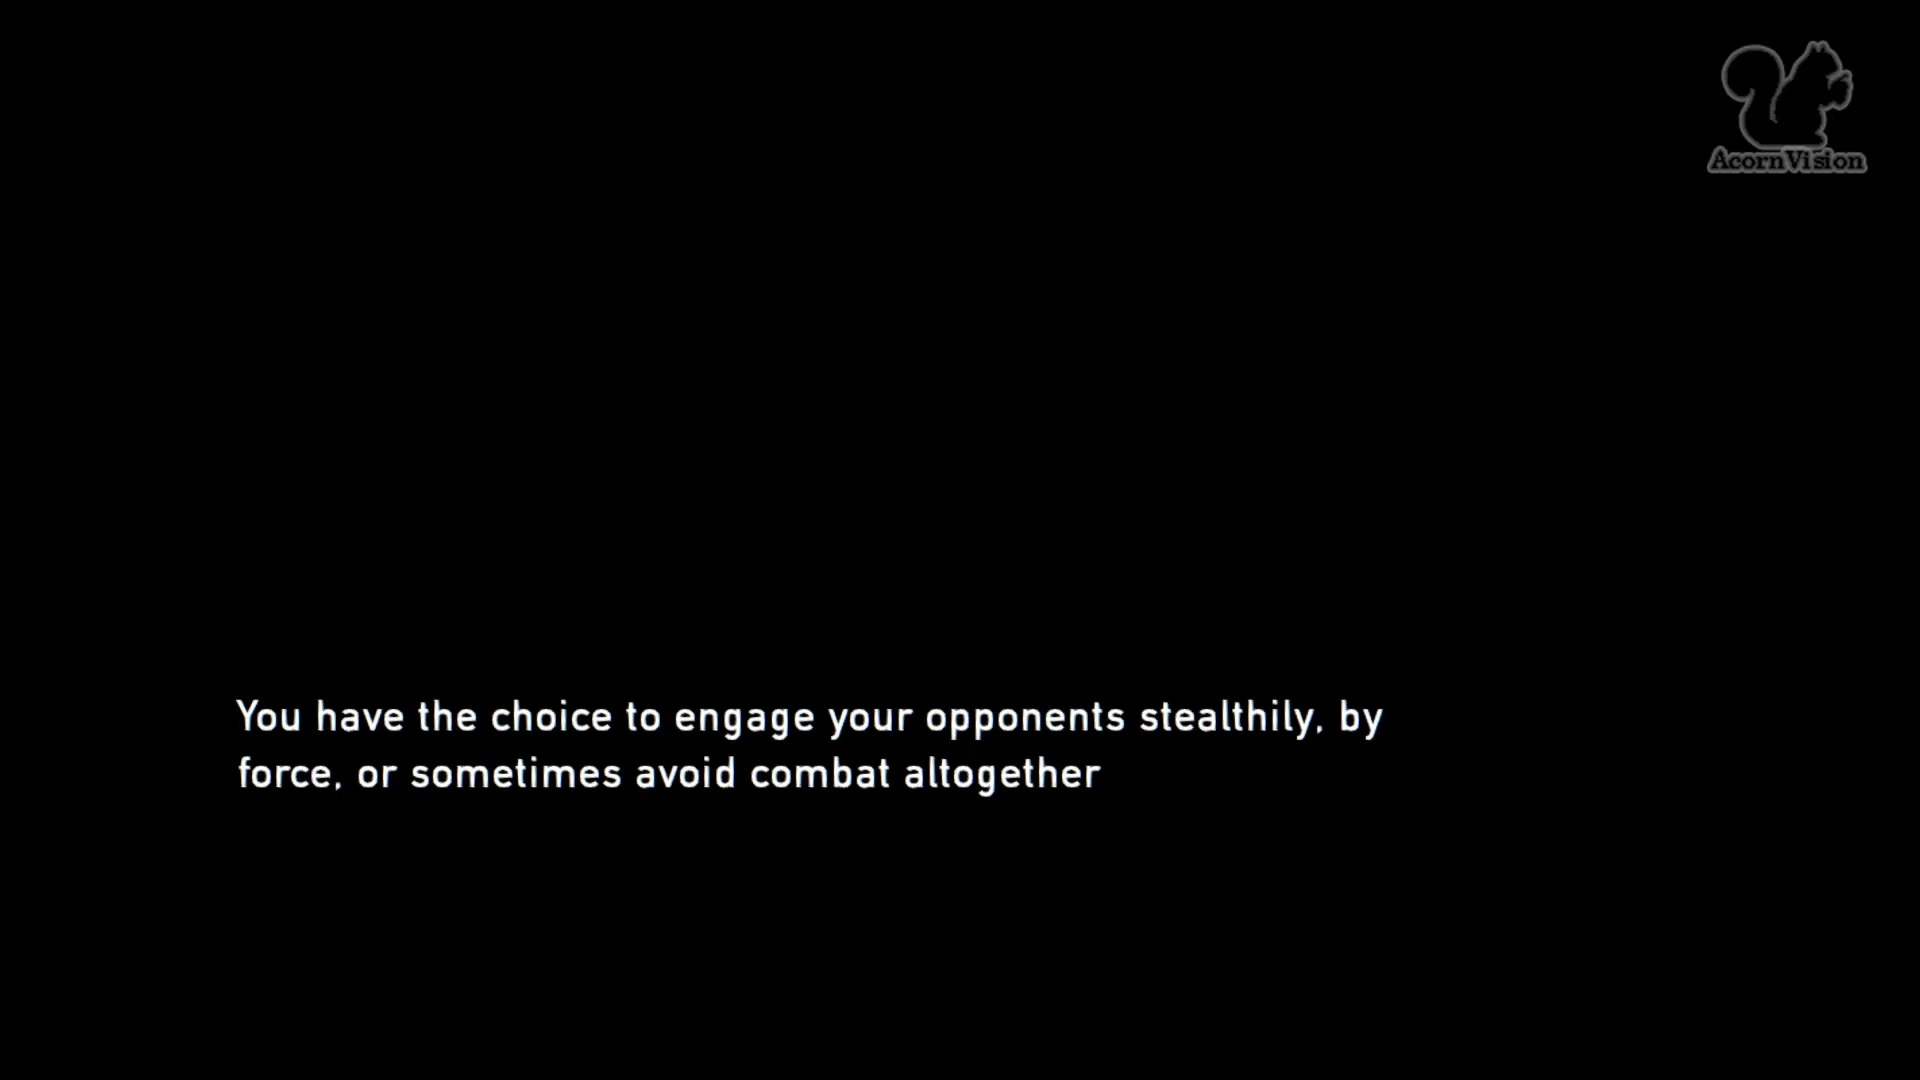 AcornVision
You have the choice to engage your opponents stealthily, by
force, or sometimes avoid combat altogether